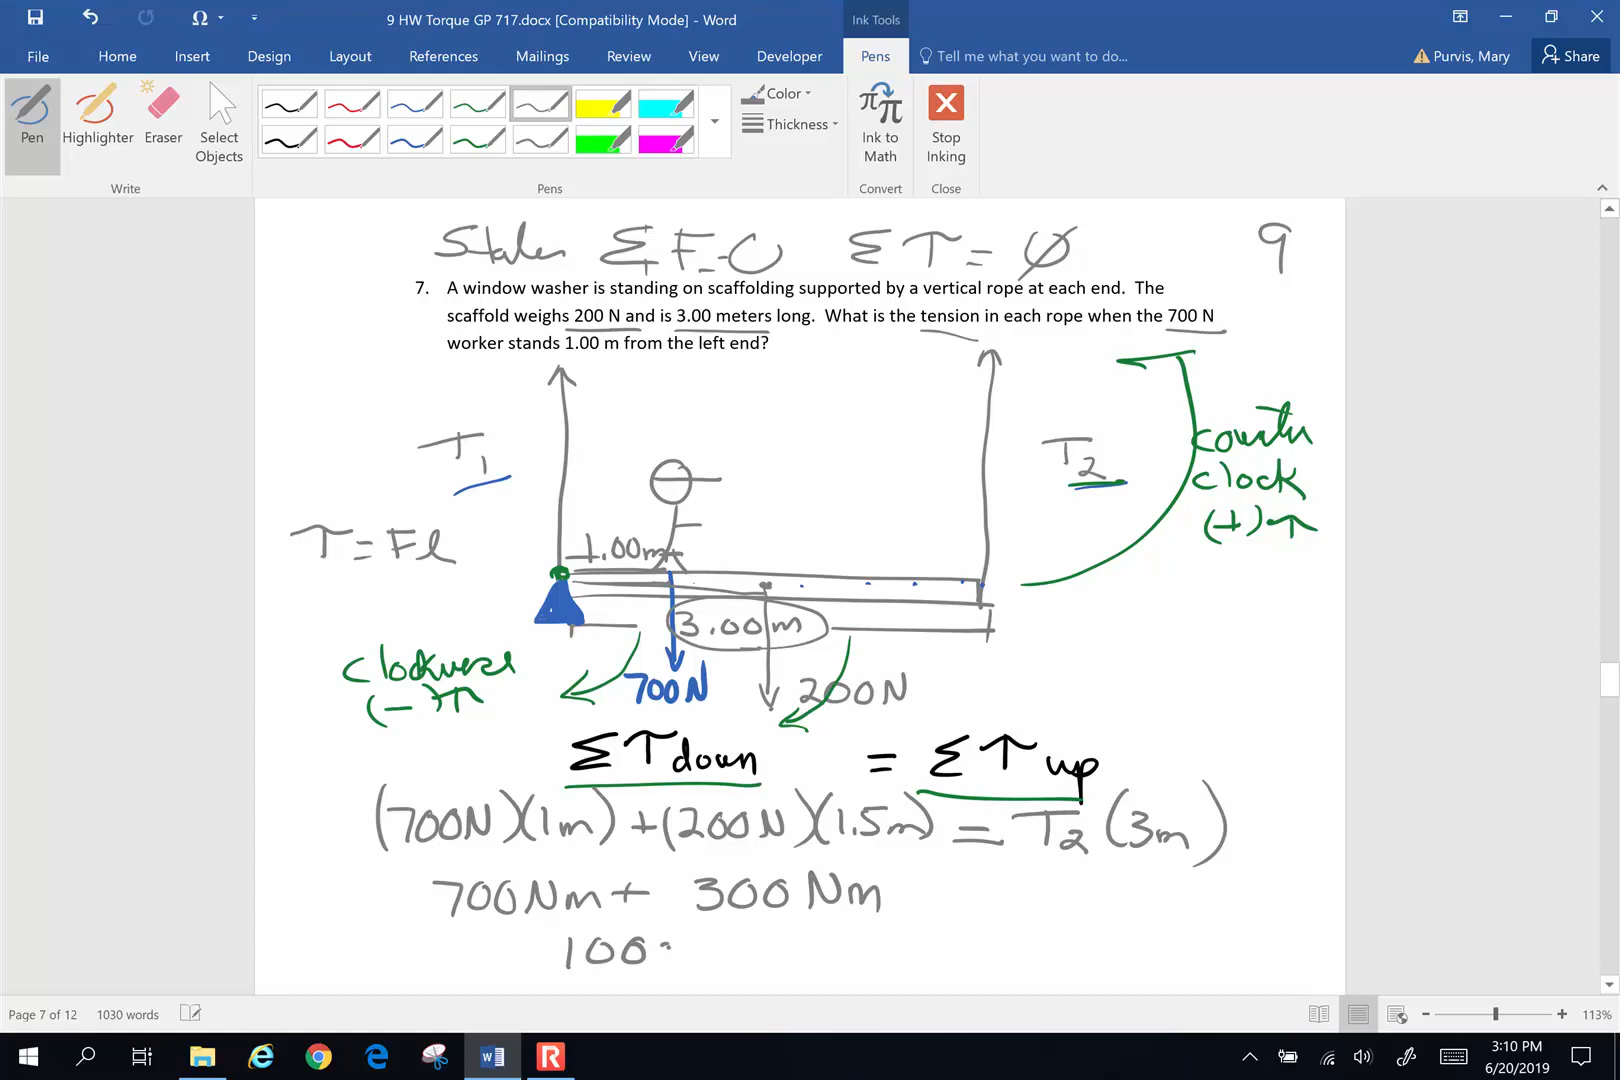 9 HW Torque GP 717.docx [Compatibility Mode] - Word
Ink Tools
File Home Insert Design Layout References Mailings Review View Developer Pens Tell me what you want to do... Purvis, Mary Share
Pen Highlighter Eraser Select Objects
Color
Thickness
Ink to Math
Stop Inking
Write Pens Convert Close
ΣF=0 Στ=0 9
7. A window washer is standing on scaffolding supported by a vertical rope at each end. The
scaffold weighs 200 N and is 3.00 meters long. What is the tension in each rope when the 700 N
worker stands 1.00 m from the left end?
T1
T2
counter
clock
(+)τ
τ=Fl
1.00m
3.00m
clockwise
(-)τ
700N
200N
Στdown = Στup
(700N)(1m)+(200N)(1.5m)=T2(3m)
700Nm+ 300Nm
100
Page 7 of 12 1030 words 113%
3:10 PM
6/20/2019